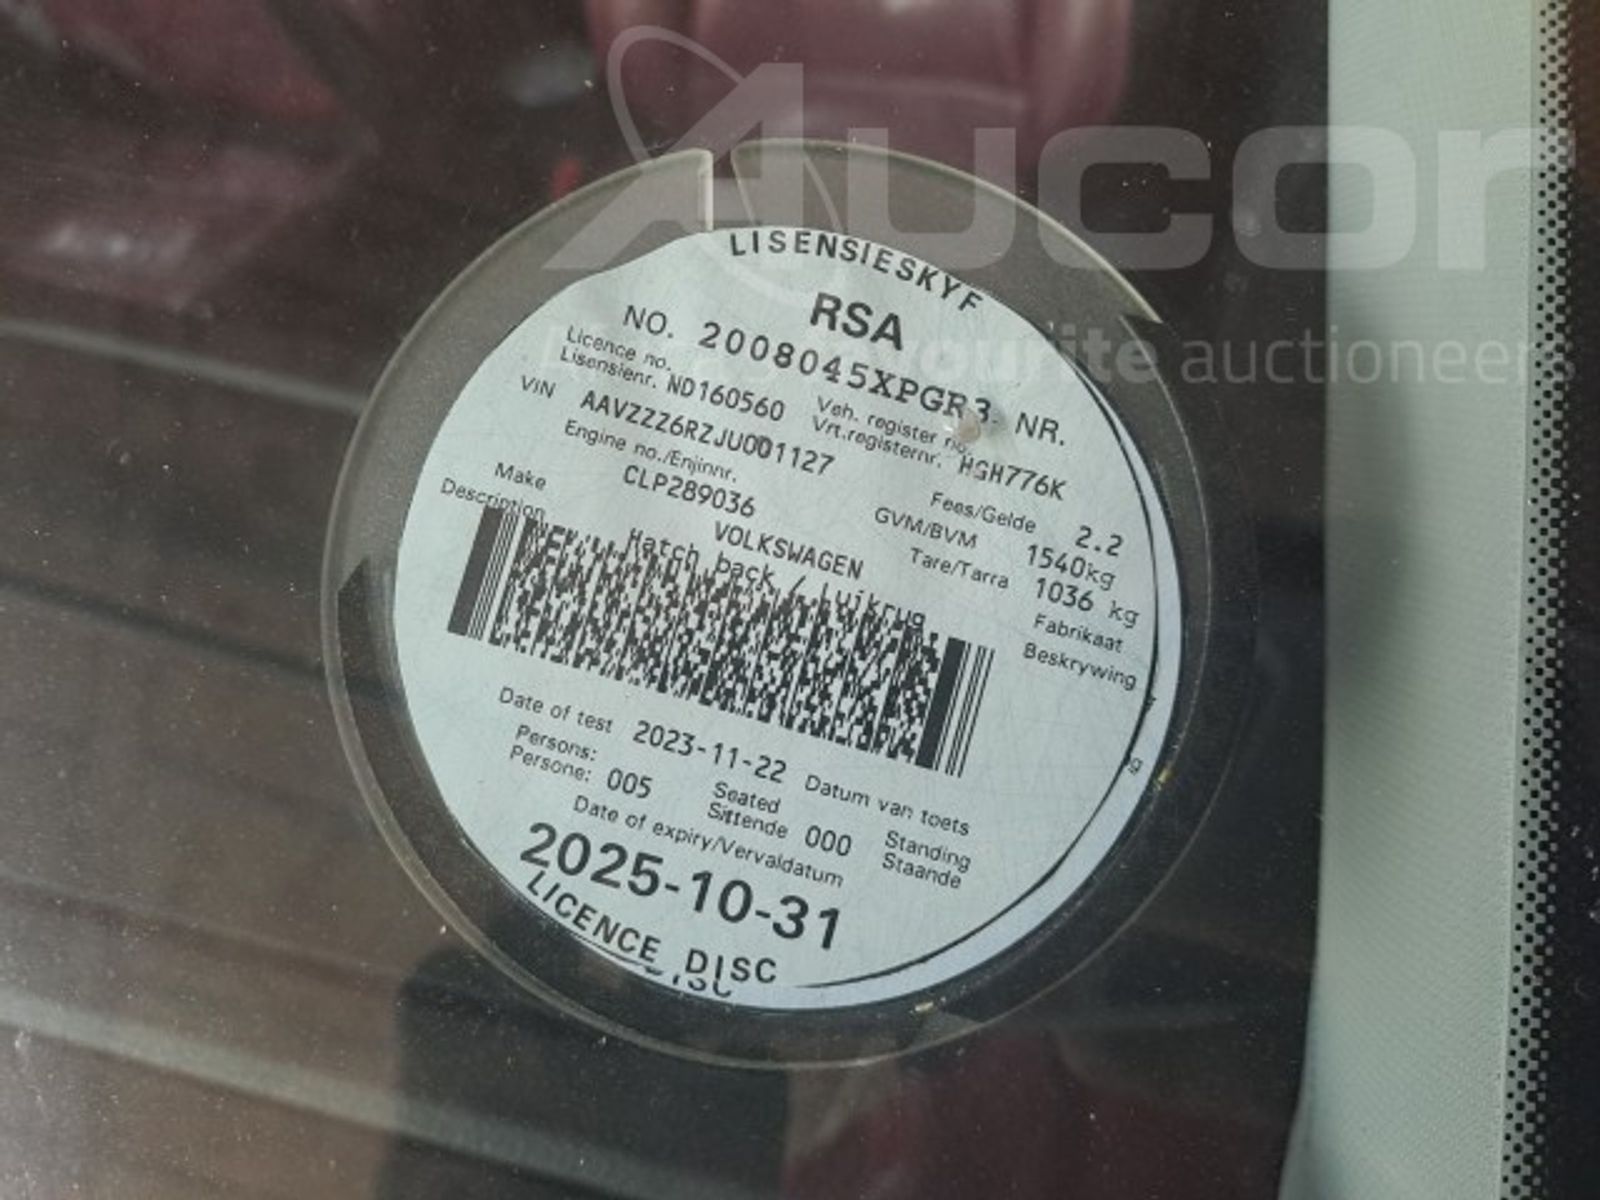 Aucor
auctioneers
LISENSIESKYF
RSA
NO. 2008045XPGR3 NR.
Licence no.
Lisensienr. ND160560
Veh. register no.
Vrt.registernr. HGH776K
VIN AAVZZZ6RZJU001127
Engine no./Enjinnr.
CLP289036
Fees/Gelde 2.2
GVM/BVM 1540kg
Tare/Tarra 1036 kg
Make VOLKSWAGEN Fabrikaat
Description Hatch back / Luikrug Beskrywing
Date of test 2023-11-22 Datum van toets
Persons:
Persone: 005
Seated
Sittende 000
Standing
Staande
Date of expiry/Vervaldatum
2025-10-31
LICENCE DISC